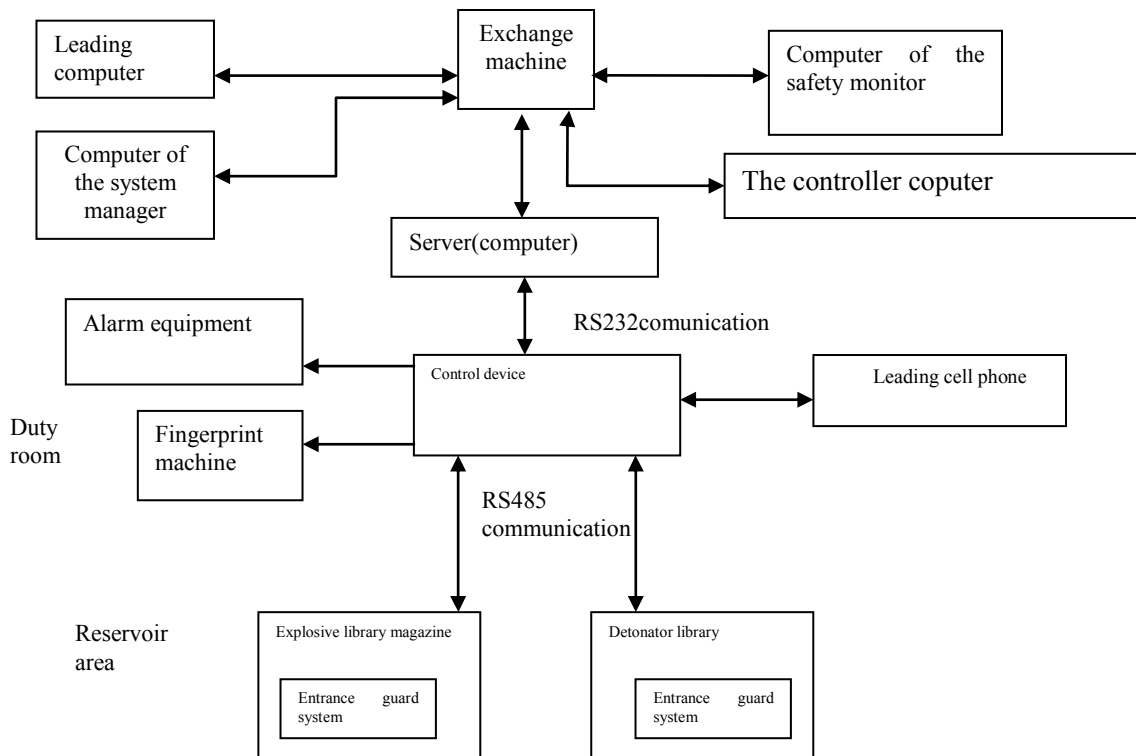 Leading
computer
Exchange
machine
Computer of the
safety monitor
Computer of
the system
manager
The controller coputer
Server(computer)
Alarm equipment
RS232comunication
Control device
Leading cell phone
Duty
room
Fingerprint
machine
RS485
communication
Reservoir
area
Explosive library magazine
Detonator library
Entrance guard
system
Entrance guard
system